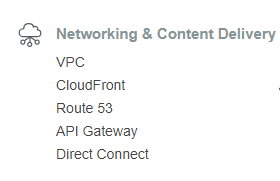 Networking & Content Delivery
VPC
CloudFront
Route 53
API Gateway
Direct Connect